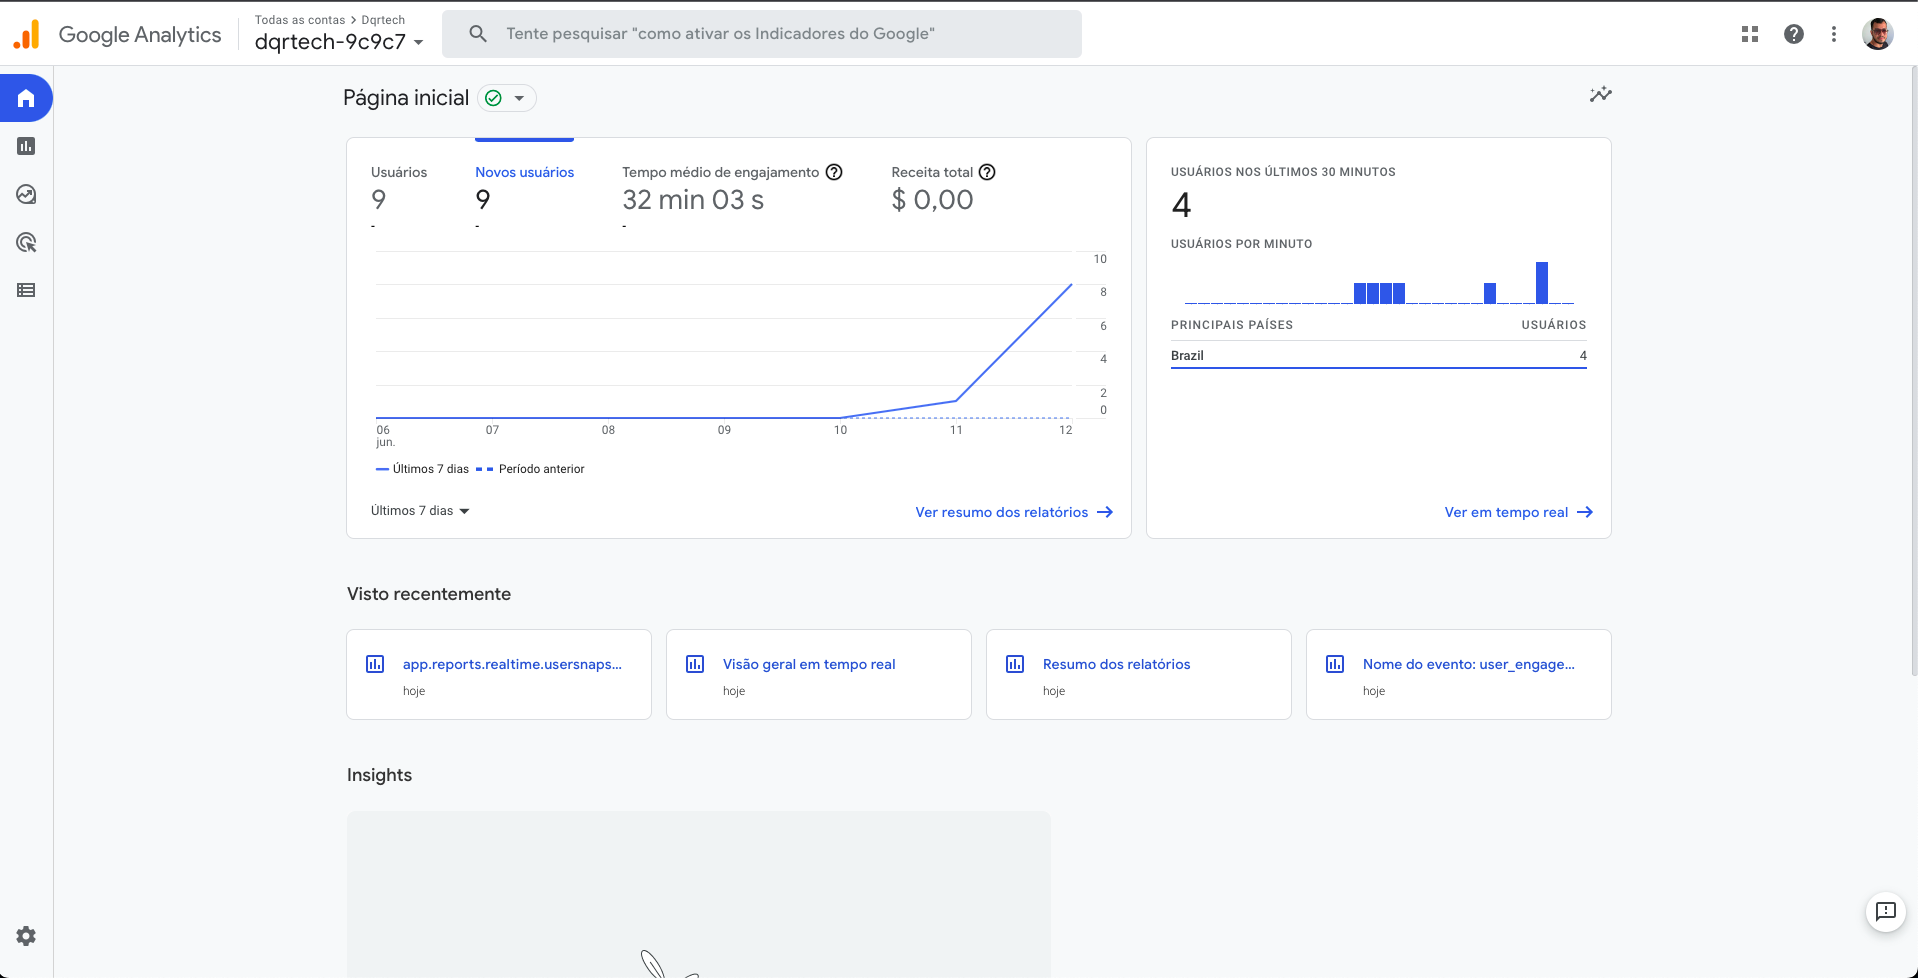 Google Analytics
Todas as contas > Dqrtech
dqrtech-9c9c7
Tente pesquisar "como ativar os Indicadores do Google"
Página inicial
Usuários
9
-
Novos usuários
9
-
Tempo médio de engajamento
32 min 03 s
-
Receita total
$ 0,00
10
8
6
4
2
0
06
jun.
07
08
09
10
11
12
Últimos 7 dias
Período anterior
Últimos 7 dias
Ver resumo dos relatórios
USUÁRIOS NOS ÚLTIMOS 30 MINUTOS
4
USUÁRIOS POR MINUTO
PRINCIPAIS PAÍSES USUÁRIOS
Brazil 4
Ver em tempo real
Visto recentemente
app.reports.realtime.usersnaps...
hoje
Visão geral em tempo real
hoje
Resumo dos relatórios
hoje
Nome do evento: user_engage...
hoje
Insights